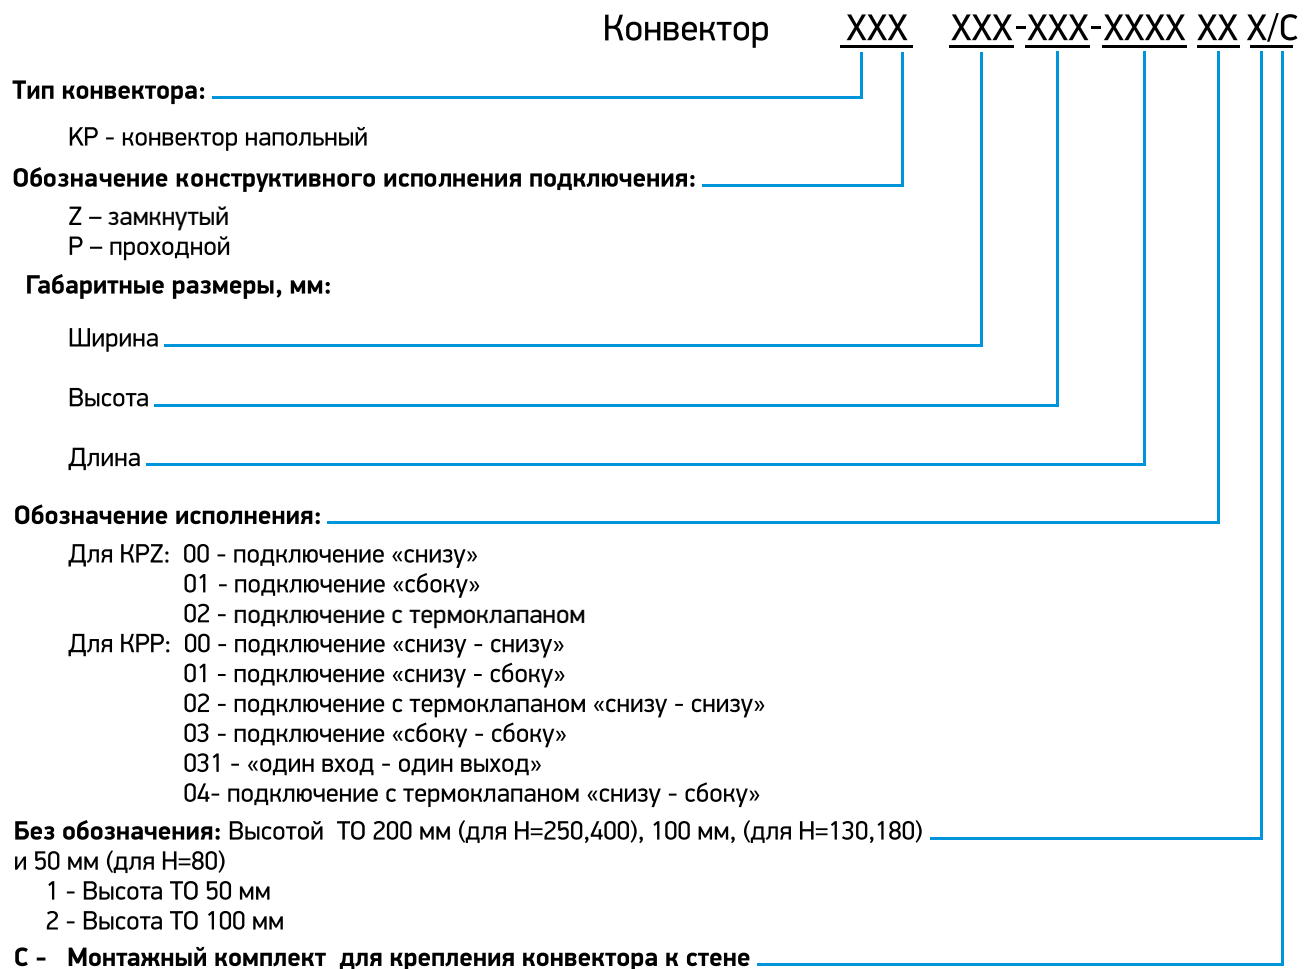 Конвектор XXX XXX-XXX-XXXX XX X/C
Тип конвектора:
KP - конвектор напольный
Обозначение конструктивного исполнения подключения:
Z – замкнутый
P – проходной
Габаритные размеры, мм:
Ширина
Высота
Длина
Обозначение исполнения:
Для KPZ: 00 - подключение «снизу»
01 - подключение «сбоку»
02 - подключение с термоклапаном
Для KPP: 00 - подключение «снизу - снизу»
01 - подключение «снизу - сбоку»
02 - подключение с термоклапаном «снизу - снизу»
03 - подключение «сбоку - сбоку»
031 - «один вход - один выход»
04- подключение с термоклапаном «снизу - сбоку»
Без обозначения: Высотой ТО 200 мм (для H=250,400), 100 мм, (для H=130,180)
и 50 мм (для H=80)
1 - Высота ТО 50 мм
2 - Высота ТО 100 мм
С - Монтажный комплект для крепления конвектора к стене